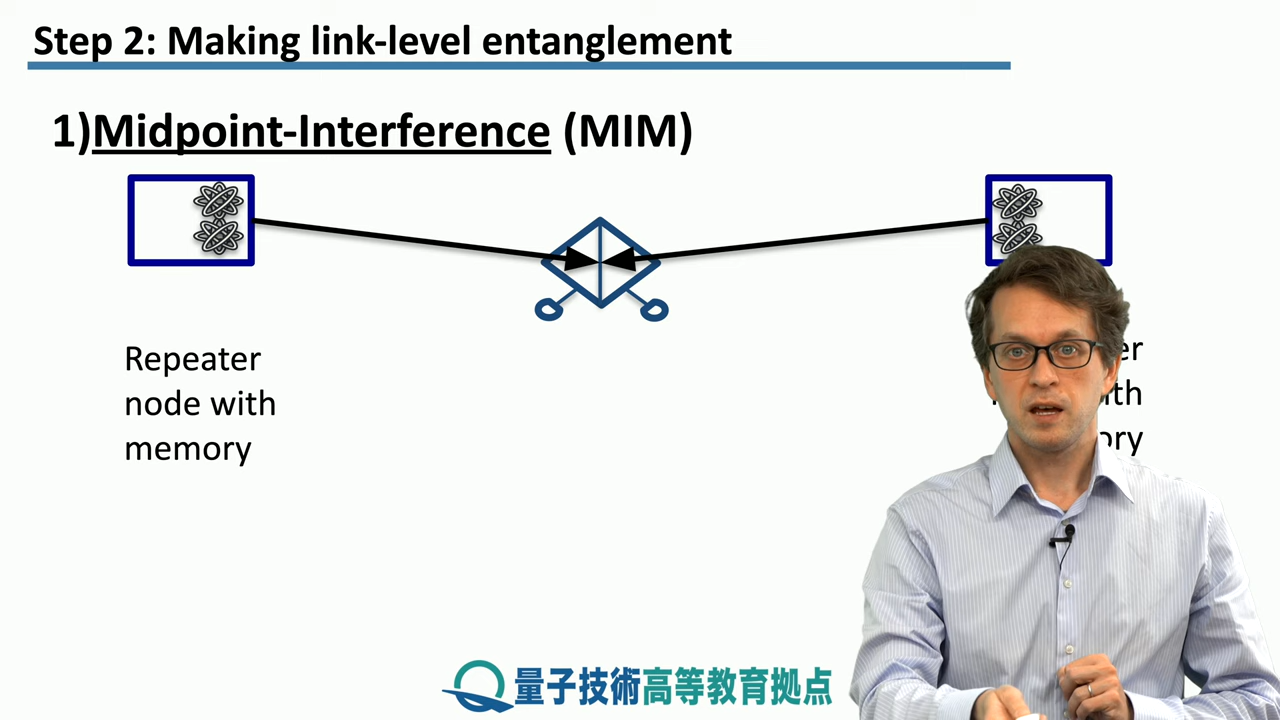 Step 2: Making link-level entanglement
1)Midpoint-Interference (MIM)
Repeater
node with
memory
量子技術高等教育拠点